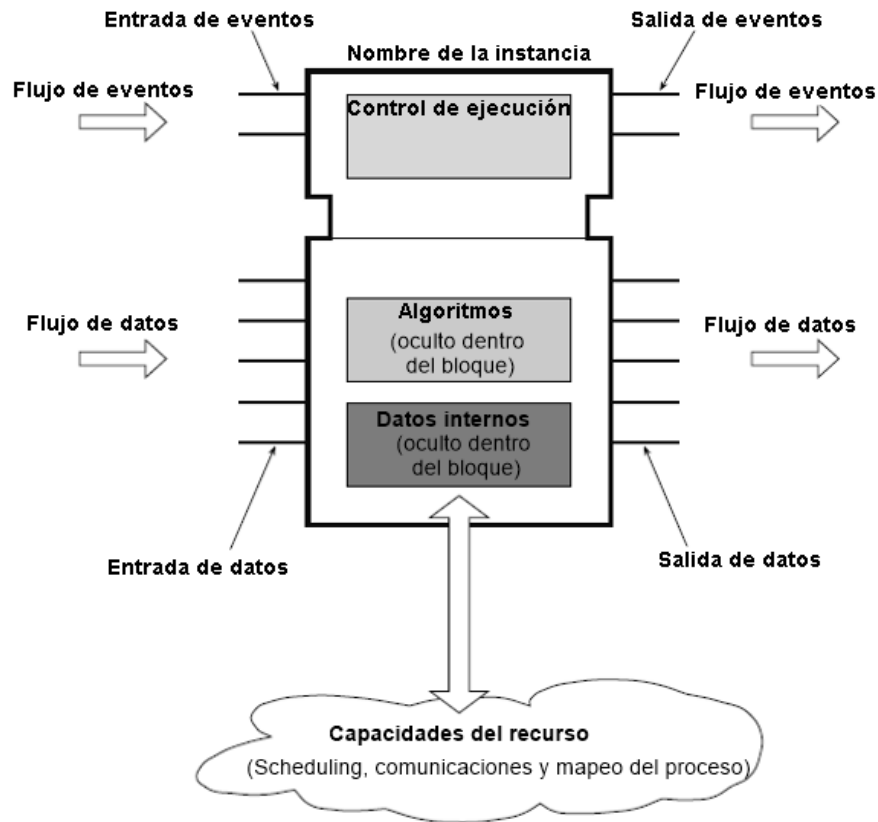 Entrada de eventos
Salida de eventos
Nombre de la instancia
Flujo de eventos
Flujo de eventos
Control de ejecución
Algoritmos
(oculto dentro
del bloque)
Flujo de datos
Flujo de datos
Datos internos
(oculto dentro
del bloque)
Entrada de datos
Salida de datos
Capacidades del recurso
(Scheduling, comunicaciones y mapeo del proceso)